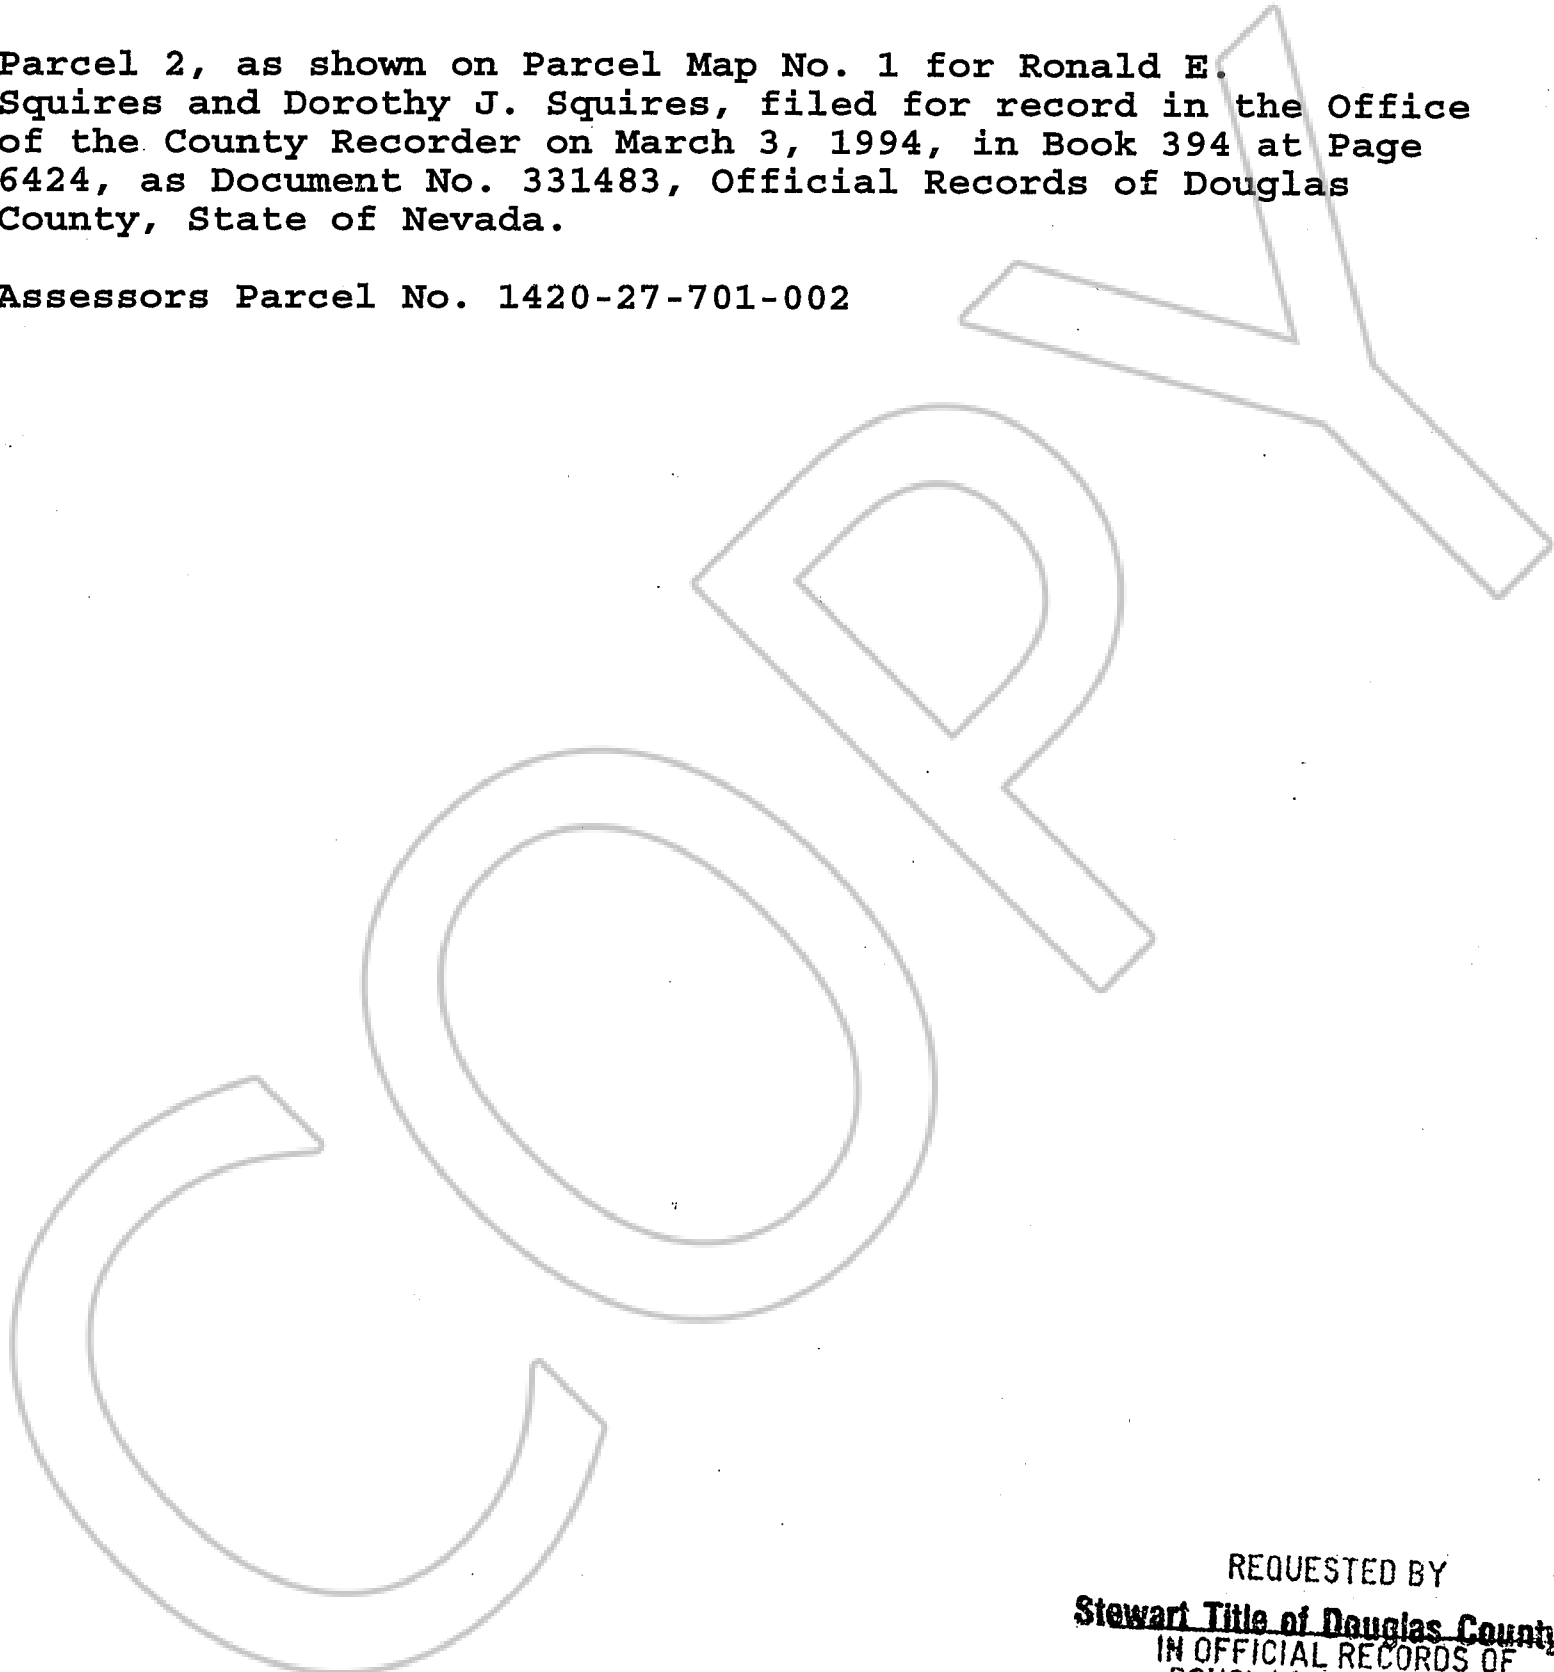 Parcel 2, as shown on Parcel Map No. 1 for Ronald E.
Squires and Dorothy J. Squires, filed for record in the Office
of the County Recorder on March 3, 1994, in Book 394 at Page
6424, as Document No. 331483, Official Records of Douglas
County, State of Nevada.
Assessors Parcel No. 1420-27-701-002
COPY
REQUESTED BY
Stewart Title of Douglas County
IN OFFICIAL RECORDS OF